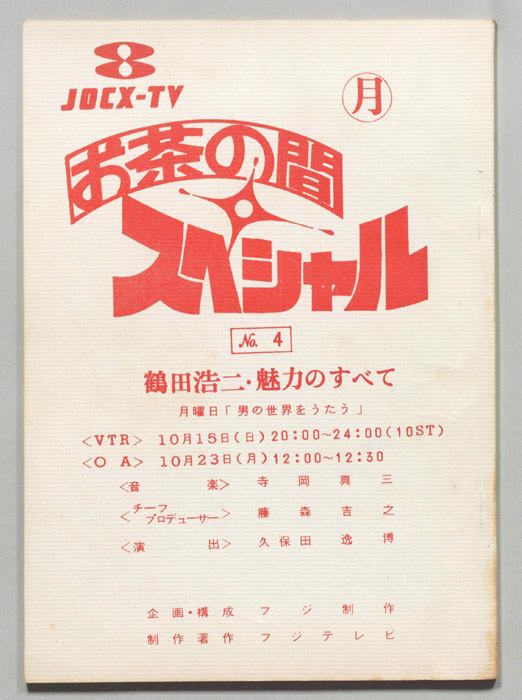 8
JOCX-TV
月
お茶の間
スペシャル
No. 4
鶴田浩二・魅力のすべて
月曜日「男の世界をうたう」
<VTR> 10月15日(日)20:00~24:00(10ST)
<O A> 10月23日(月)12:00~12:30
<音楽> 寺岡真三
<チーフプロデューサー> 藤森吉之
<演出> 久保田逸博
企画・構成 フジ制作
制作著作 フジテレビ